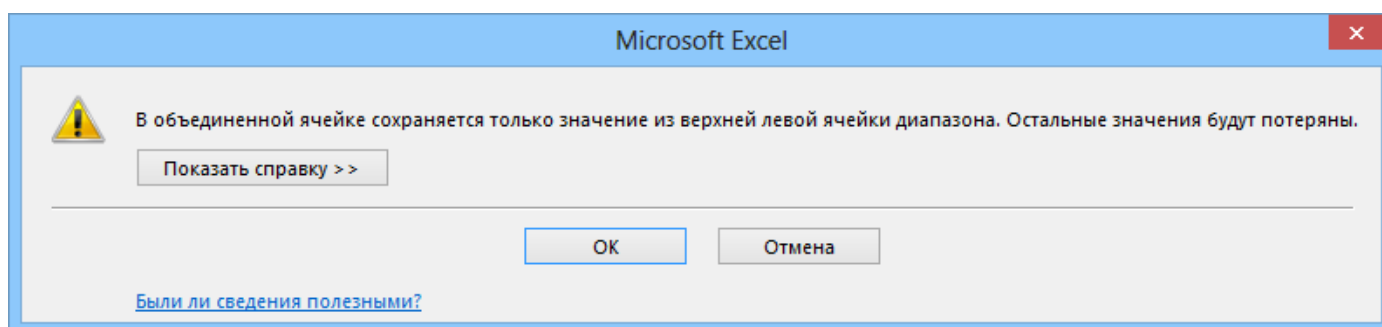 Microsoft Excel
В объединенной ячейке сохраняется только значение из верхней левой ячейки диапазона. Остальные значения будут потеряны.
Показать справку >>
ОК
Отмена
Были ли сведения полезными?